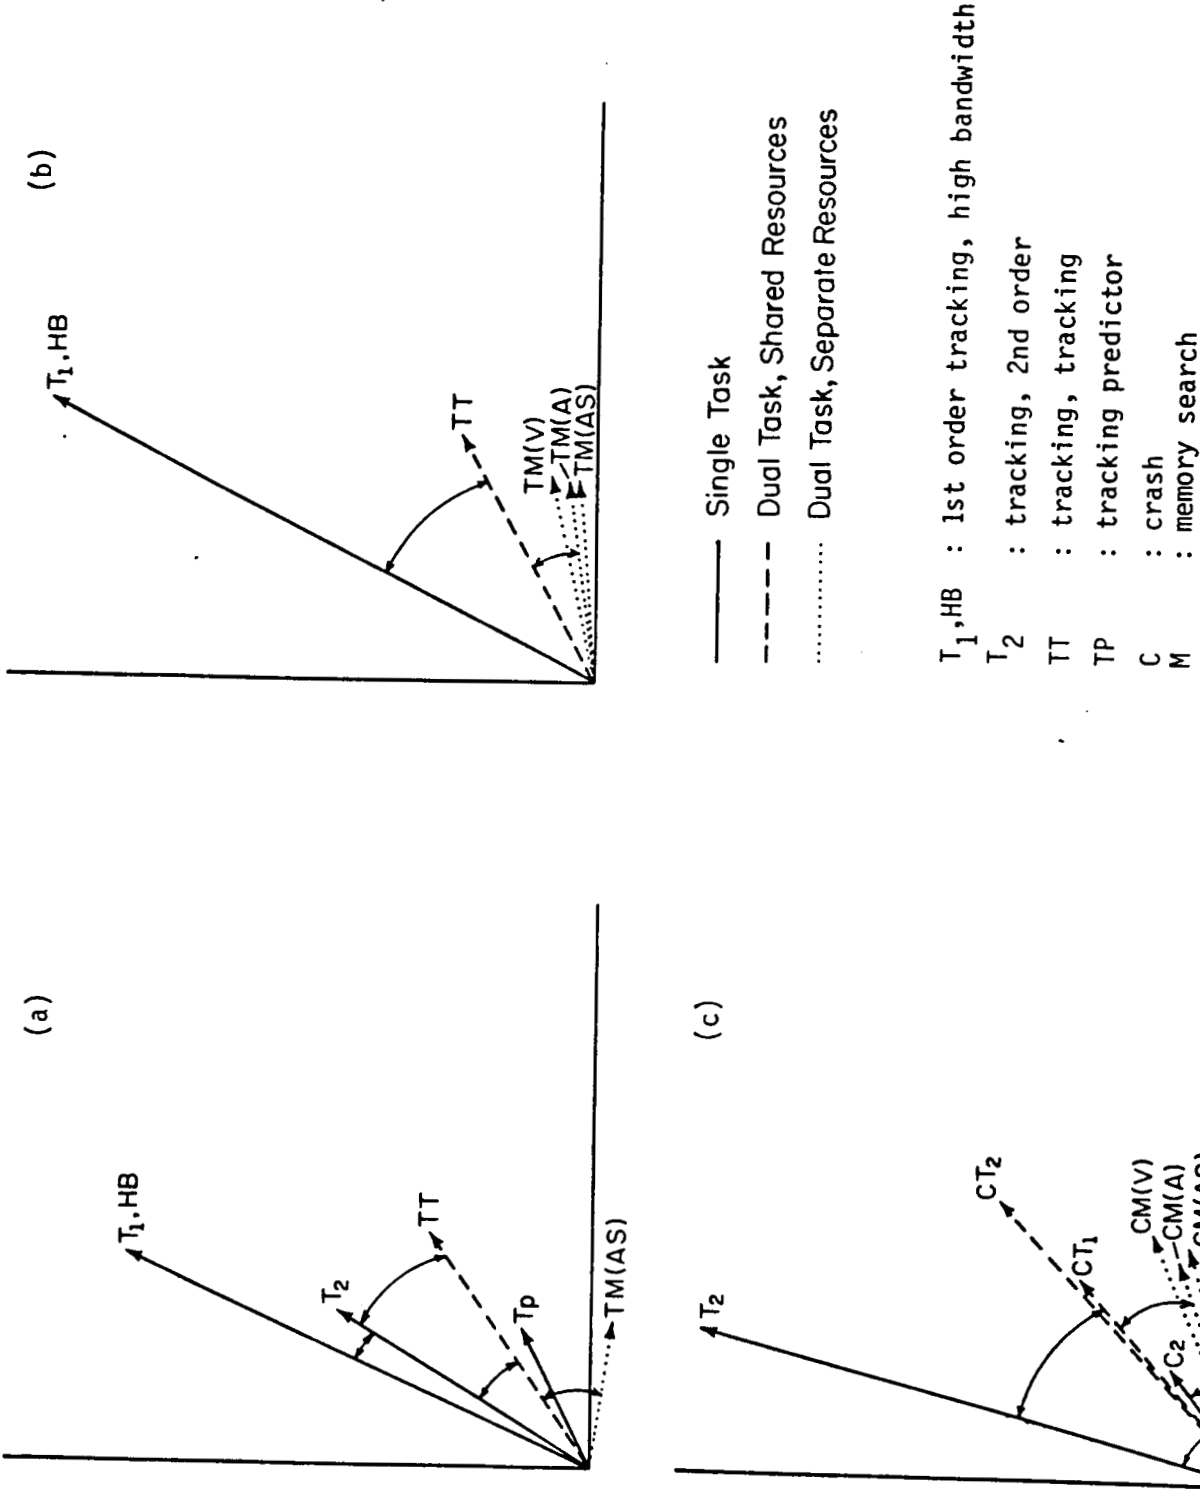 (a)
T1,HB
T2
TT
Tp
TM(AS)
(b)
T1,HB
TT
TM(V)
TM(A)
TM(AS)
(c)
T2
CT2
CT1
C2
CM(V)
CM(A)
Single Task
Dual Task, Shared Resources
Dual Task, Separate Resources
T1,HB : 1st order tracking, high bandwidth
T2 : tracking, 2nd order
TT : tracking, tracking
TP : tracking predictor
C : crash
M : memory search